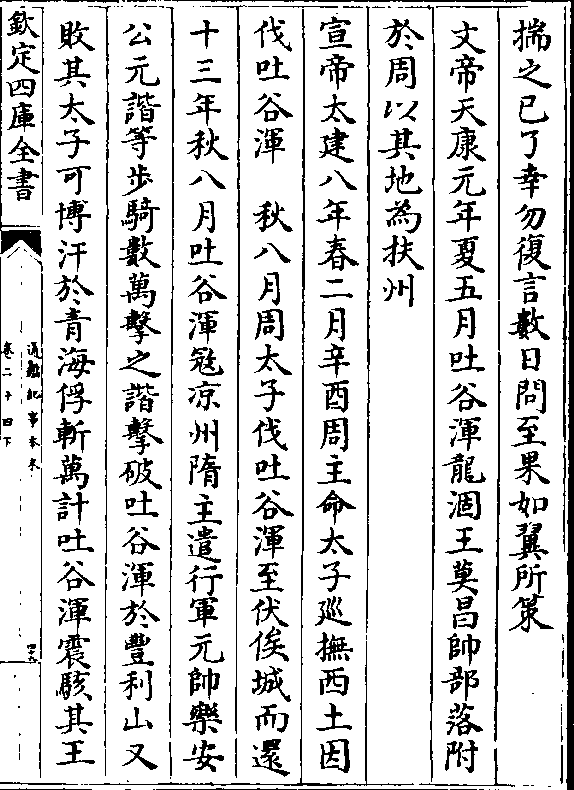 揣之已了幸勿復言數日問至果如翼所策
文帝天康元年夏五月吐谷渾龍涸王莫昌帥部落附
於周以其地為扶州
宣帝太建八年春二月辛酉周主命太子廵撫西土因
伐吐谷渾　秋八月周太子伐吐谷渾至伏俟城而還
十三年秋八月吐谷渾冦凉州隋主遣行軍元帥樂安
公元諧等步騎數萬擊之諧擊破吐谷渾於豐利山又
敗其太子可博汗於青海俘斬萬計吐谷渾震駭其王
欽定四庫全書
通鑑紀事本末
卷二十四下